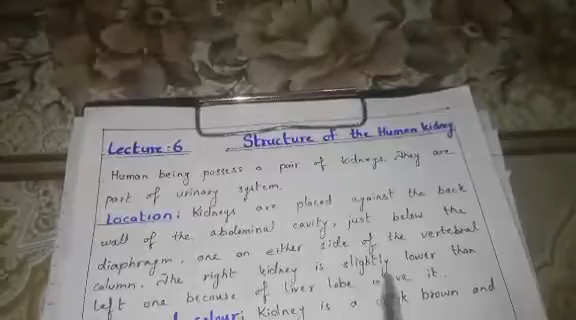 Lecture:6 Structure of the Human kidney
Human being possess a pair of kidneys. They are
part of urinary system.
Location: Kidneys are placed against the back
wall of the abdominal cavity, just below the
diaphragm, one on either side of the vertebral
column. The right kidney is slightly lower than
left one because of liver lobe it.
colour: Kidney is a brown and